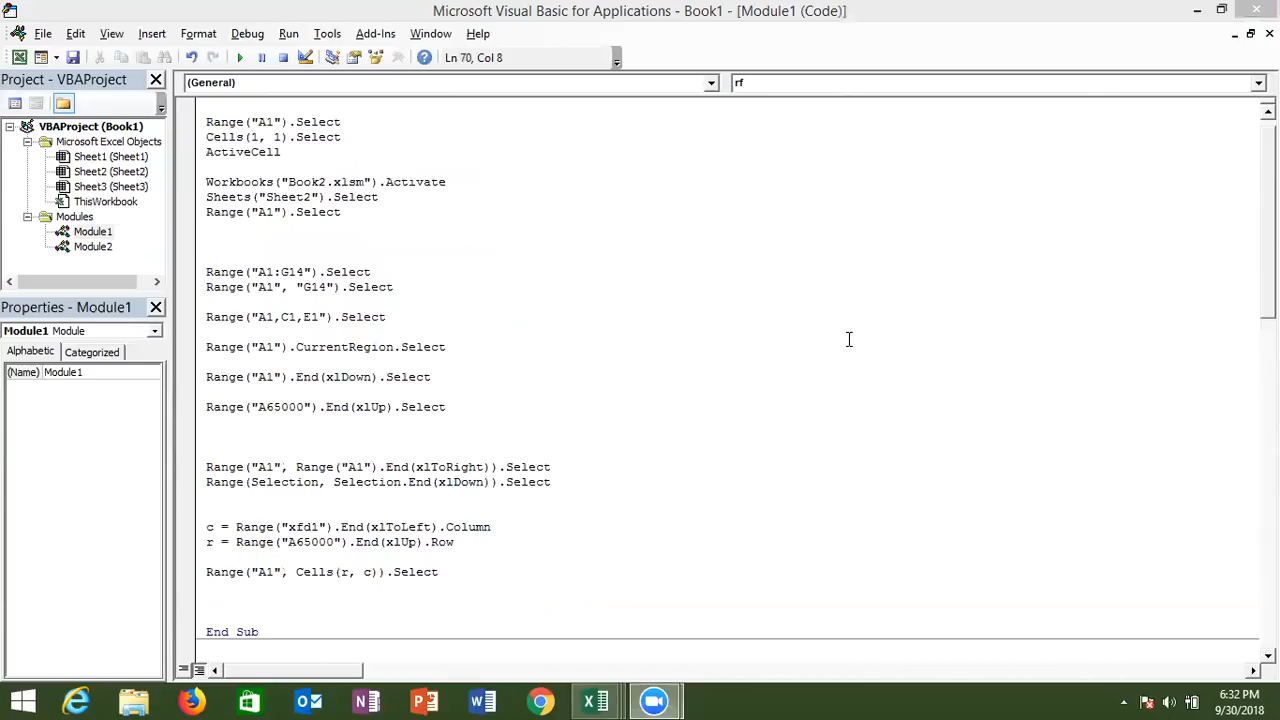 Microsoft Visual Basic for Applications - Book1 - [Module1 (Code)]
File Edit View Insert Format Debug Run Tools Add-Ins Window Help
Ln 70, Col 8
Project - VBAProject
(General)
rf
VBAProject (Book1)
Microsoft Excel Objects
Sheet1 (Sheet1)
Sheet2 (Sheet2)
Sheet3 (Sheet3)
ThisWorkbook
Modules
Module1
Module2
Properties - Module1
Module1 Module
Alphabetic Categorized
(Name) Module1
Range("A1").Select
Cells(1, 1).Select
ActiveCell
Workbooks("Book2.xlsm").Activate
Sheets("Sheet2").Select
Range("A1").Select
Range("A1:G14").Select
Range("A1", "G14").Select
Range("A1,C1,E1").Select
Range("A1").CurrentRegion.Select
Range("A1").End(xlDown).Select
Range("A65000").End(xlUp).Select
Range("A1", Range("A1").End(xlToRight)).Select
Range(Selection, Selection.End(xlDown)).Select
c = Range("xfd1").End(xlToLeft).Column
r = Range("A65000").End(xlUp).Row
Range("A1", Cells(r, c)).Select
End Sub
6:32 PM
9/30/2018